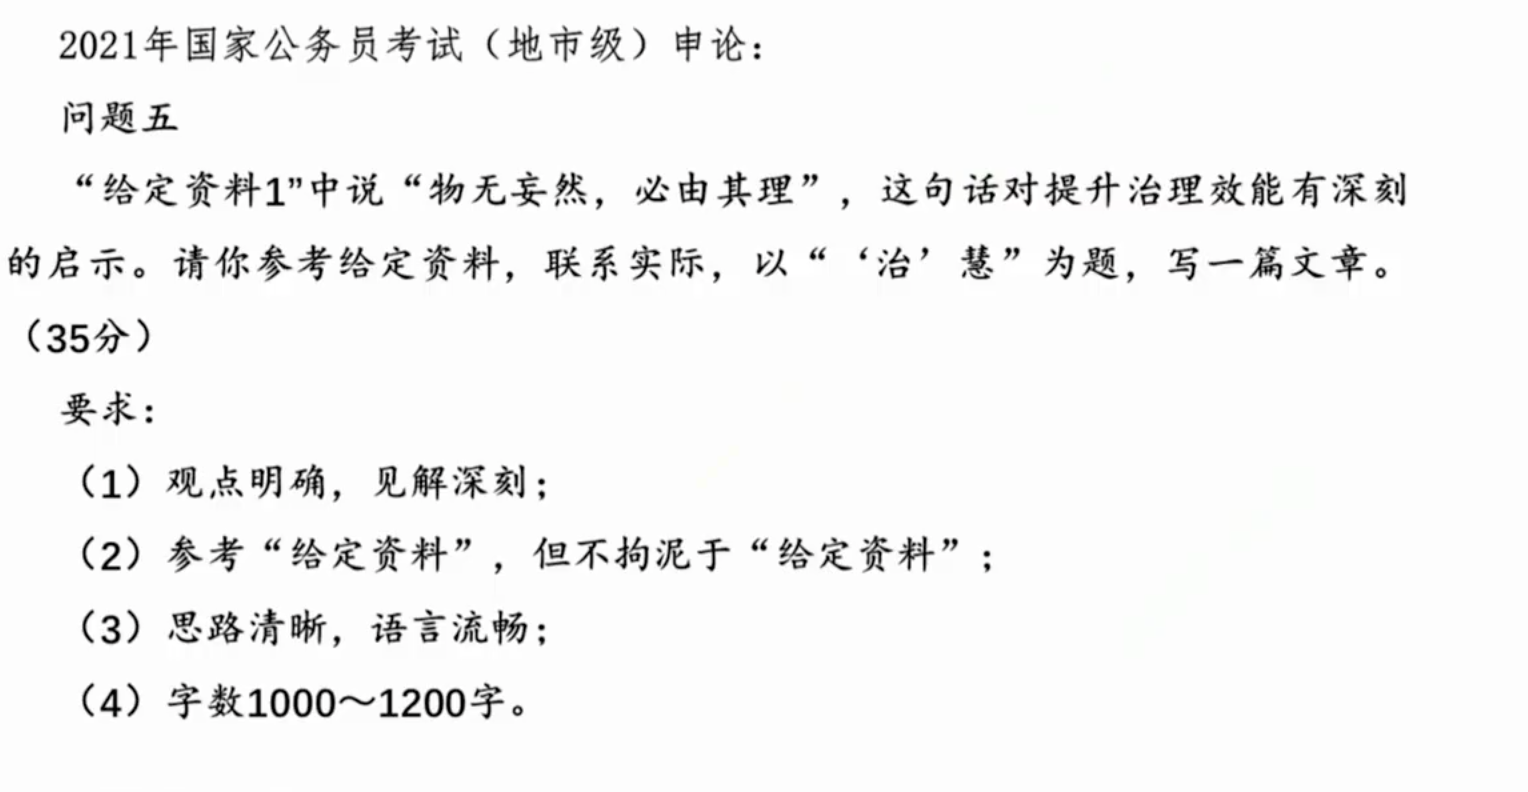 2021年国家公务员考试（地市级）申论：
问题五
“给定资料1”中说“物无妄然，必由其理”，这句话对提升治理效能有深刻
的启示。请你参考给定资料，联系实际，以“‘治’慧”为题，写一篇文章。
（35分）
要求：
（1）观点明确，见解深刻；
（2）参考“给定资料”，但不拘泥于“给定资料”；
（3）思路清晰，语言流畅；
（4）字数1000～1200字。